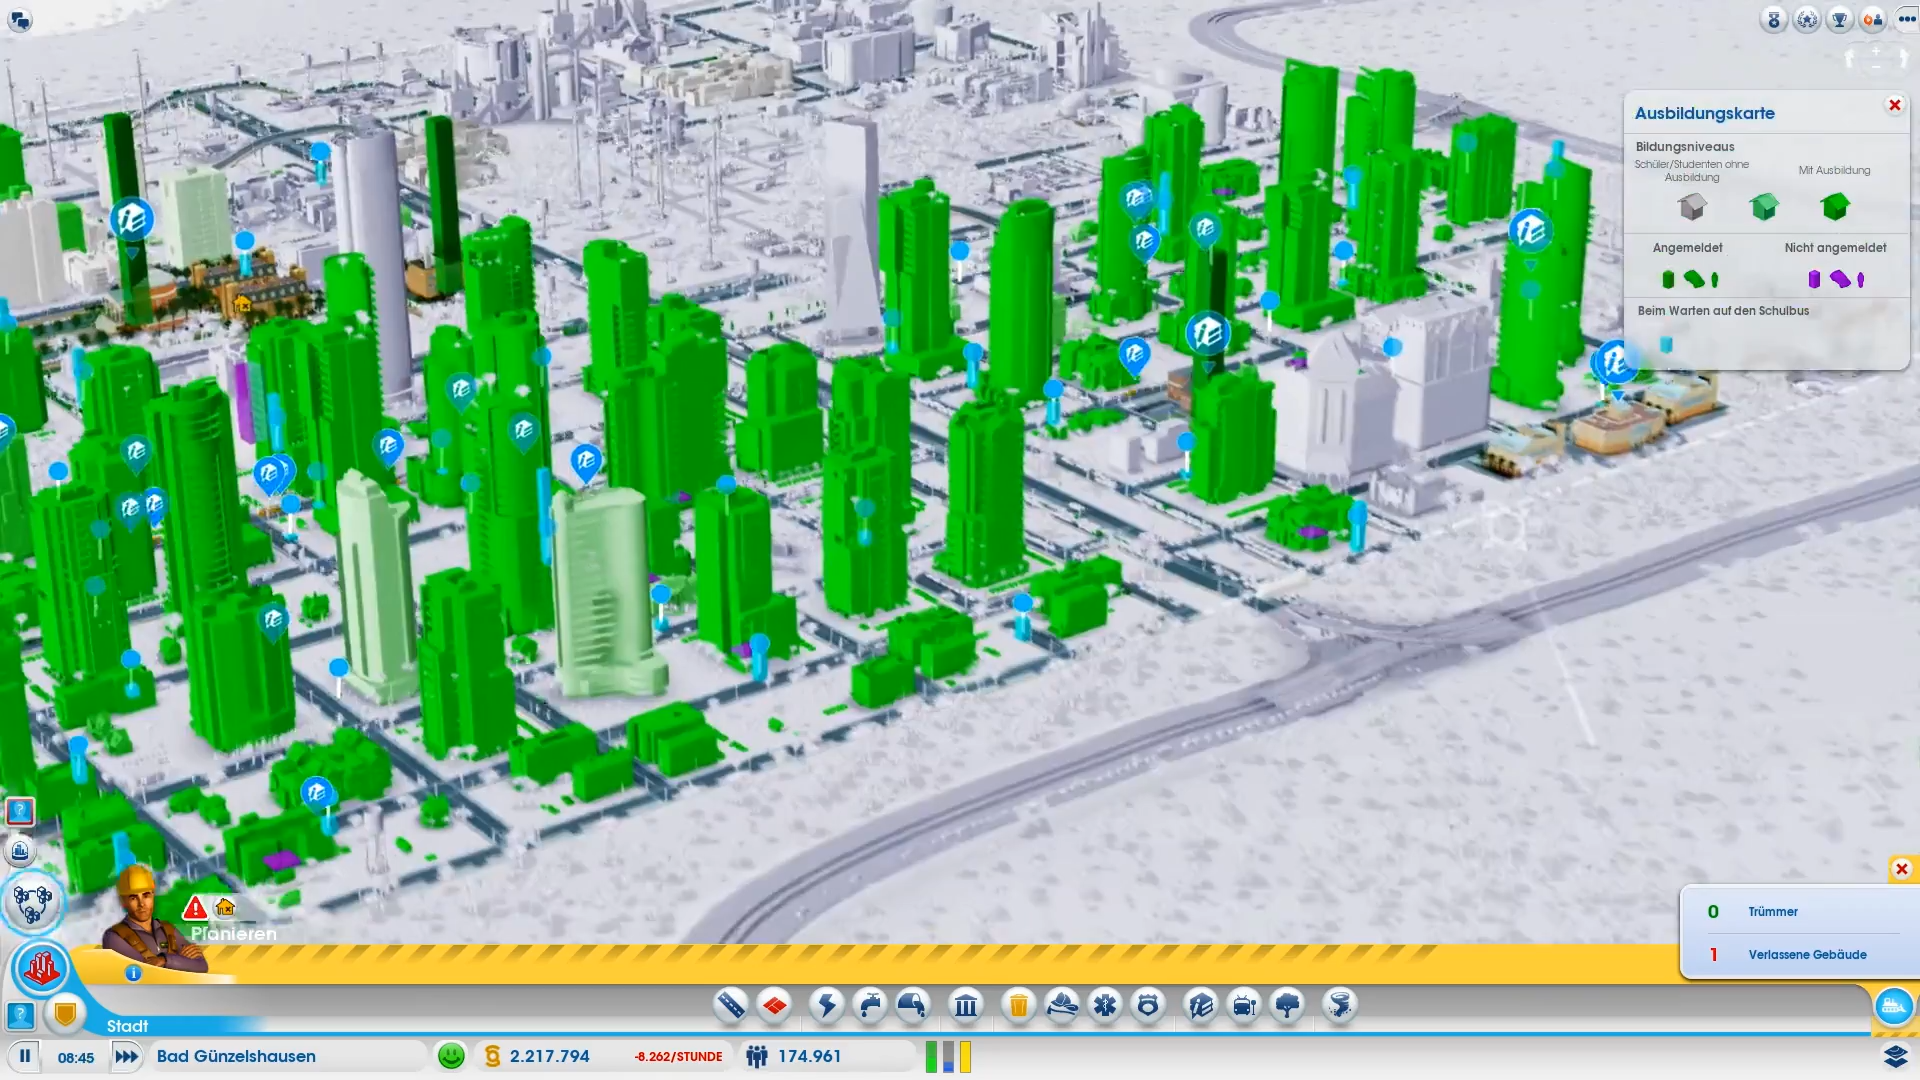 Ausbildungskarte
Bildungsniveaus
Schüler/Studenten ohne
Ausbildung
Mit Ausbildung
Angemeldet
Nicht angemeldet
Beim Warten auf den Schulbus
Planieren
0 Trümmer
1 Verlassene Gebäude
Stadt
08:45
Bad Günzelshausen
2.217.794
-8.262/STUNDE
174.961